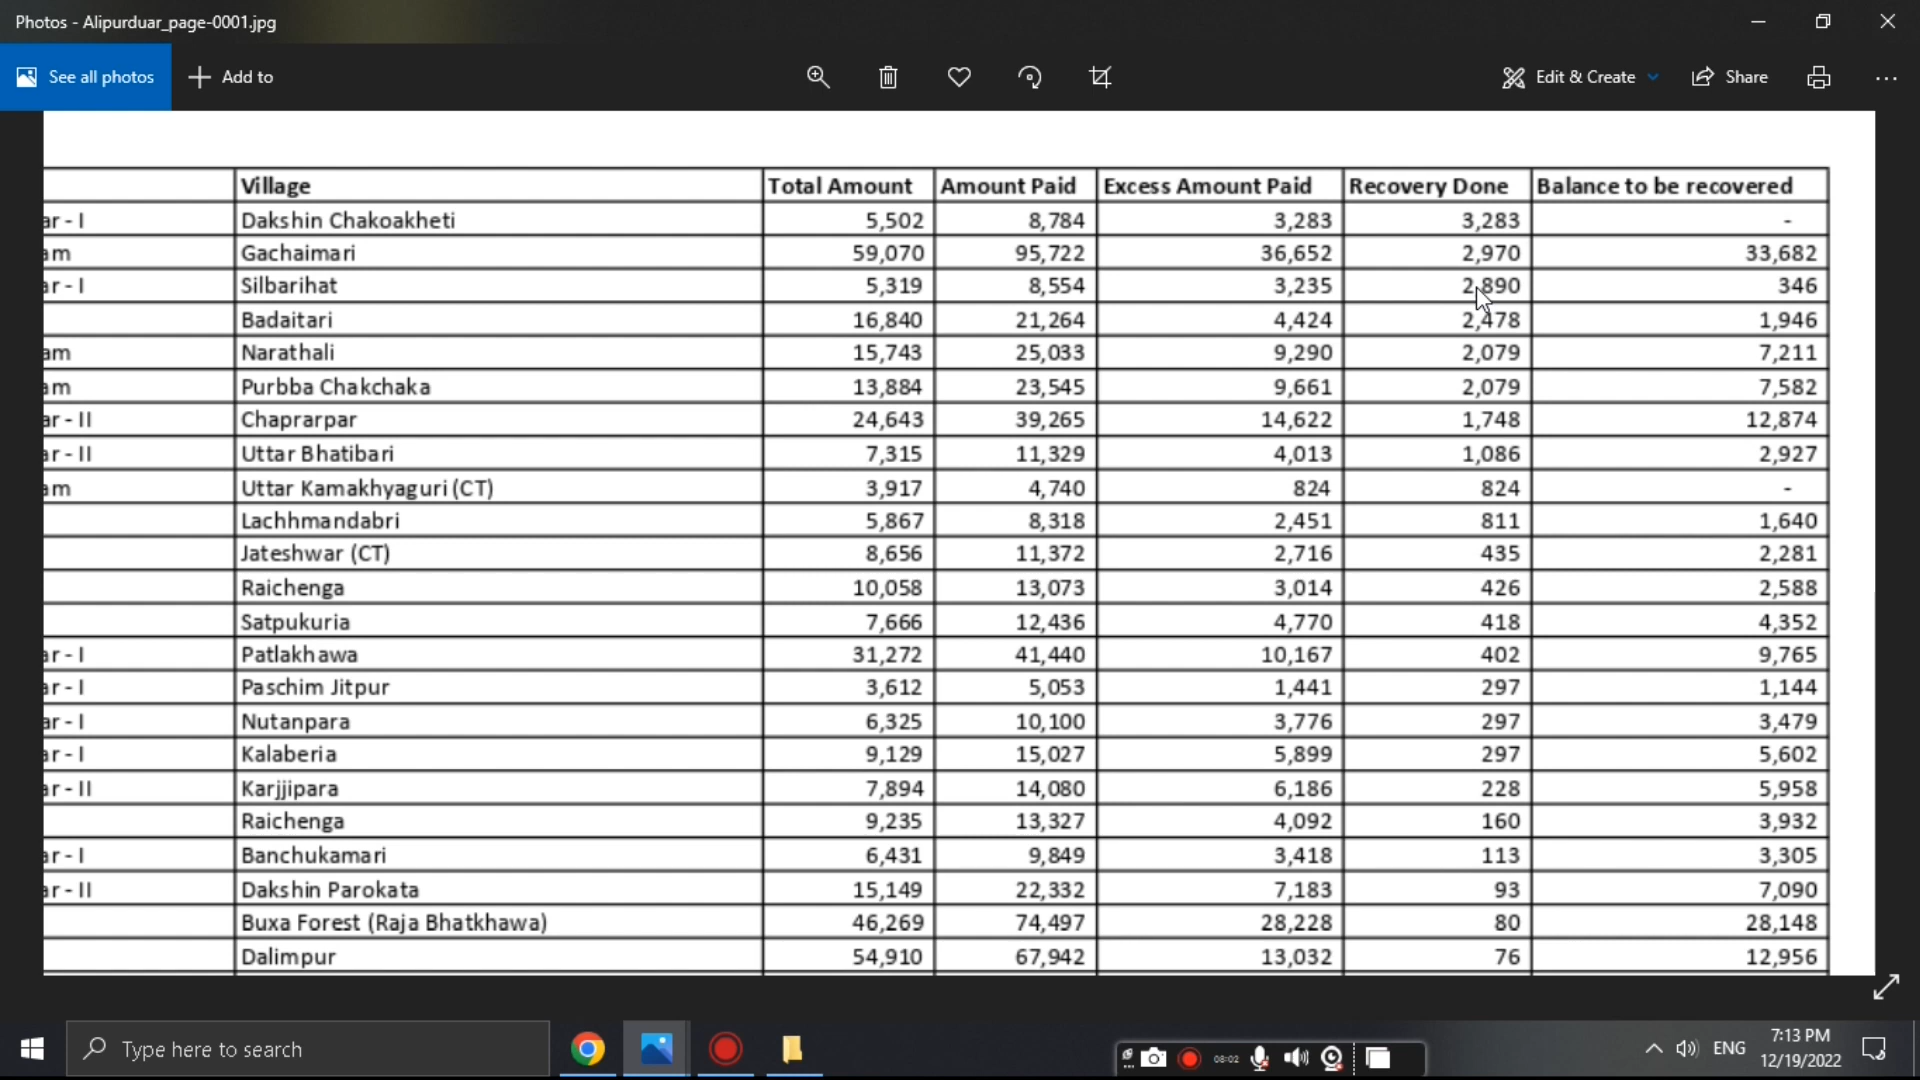 Photos - Alipurduar_page-0001.jpg
See all photos Add to Edit & Create Share
Village Total Amount Amount Paid Excess Amount Paid Recovery Done Balance to be recovered
ar - I Dakshin Chakoakheti 5,502 8,784 3,283 3,283 -
am Gachaimari 59,070 95,722 36,652 2,970 33,682
ar - I Silbarihat 5,319 8,554 3,235 2,890 346
Badaitari 16,840 21,264 4,424 2,478 1,946
am Narathali 15,743 25,033 9,290 2,079 7,211
am Purbba Chakchaka 13,884 23,545 9,661 2,079 7,582
ar - II Chaprarpar 24,643 39,265 14,622 1,748 12,874
ar - II Uttar Bhatibari 7,315 11,329 4,013 1,086 2,927
am Uttar Kamakhyaguri (CT) 3,917 4,740 824 824 -
Lachhmandabri 5,867 8,318 2,451 811 1,640
Jateshwar (CT) 8,656 11,372 2,716 435 2,281
Raichenga 10,058 13,073 3,014 426 2,588
Satpukuria 7,666 12,436 4,770 418 4,352
ar - I Patlakhawa 31,272 41,440 10,167 402 9,765
ar - I Paschim Jitpur 3,612 5,053 1,441 297 1,144
ar - I Nutanpara 6,325 10,100 3,776 297 3,479
ar - I Kalaberia 9,129 15,027 5,899 297 5,602
ar - II Karjjipara 7,894 14,080 6,186 228 5,958
Raichenga 9,235 13,327 4,092 160 3,932
ar - I Banchukamari 6,431 9,849 3,418 113 3,305
ar - II Dakshin Parokata 15,149 22,332 7,183 93 7,090
Buxa Forest (Raja Bhatkhawa) 46,269 74,497 28,228 80 28,148
Dalimpur 54,910 67,942 13,032 76 12,956
Type here to search 08:02 ENG 7:13 PM
12/19/2022